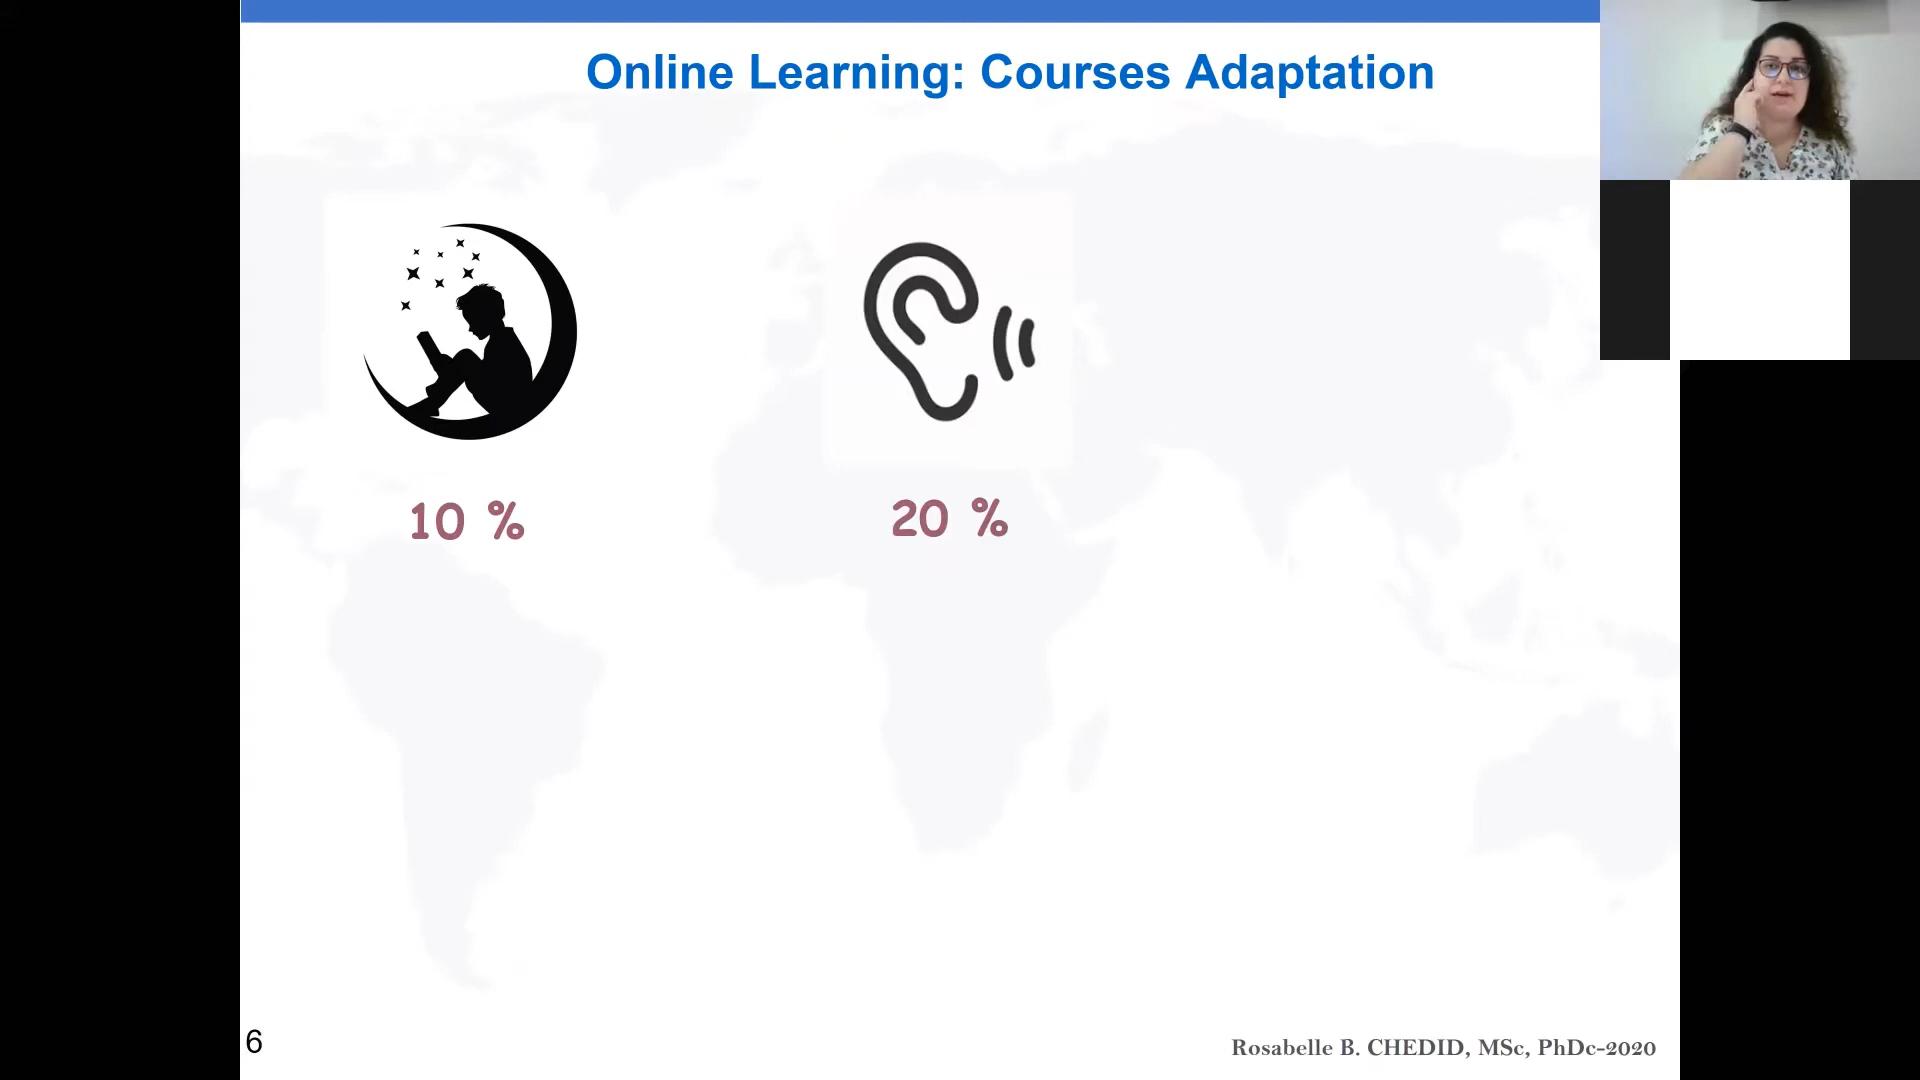 Online Learning: Courses Adaptation
10 %
20 %
6
Rosabelle B. CHEDID, MSc, PhDc-2020